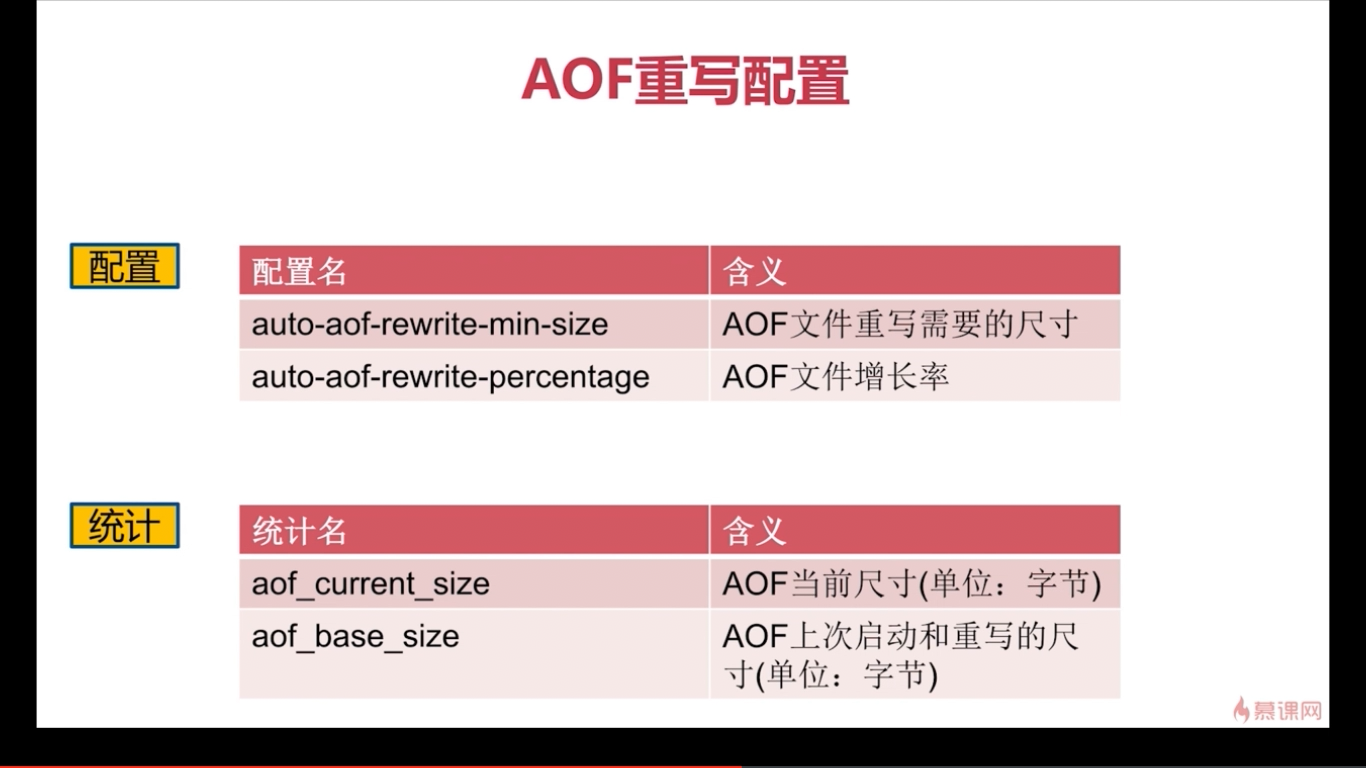 AOF重写配置
配置
配置名 含义
auto-aof-rewrite-min-size AOF文件重写需要的尺寸
auto-aof-rewrite-percentage AOF文件增长率
统计
统计名 含义
aof_current_size AOF当前尺寸(单位：字节)
aof_base_size AOF上次启动和重写的尺
寸(单位：字节)
慕课网